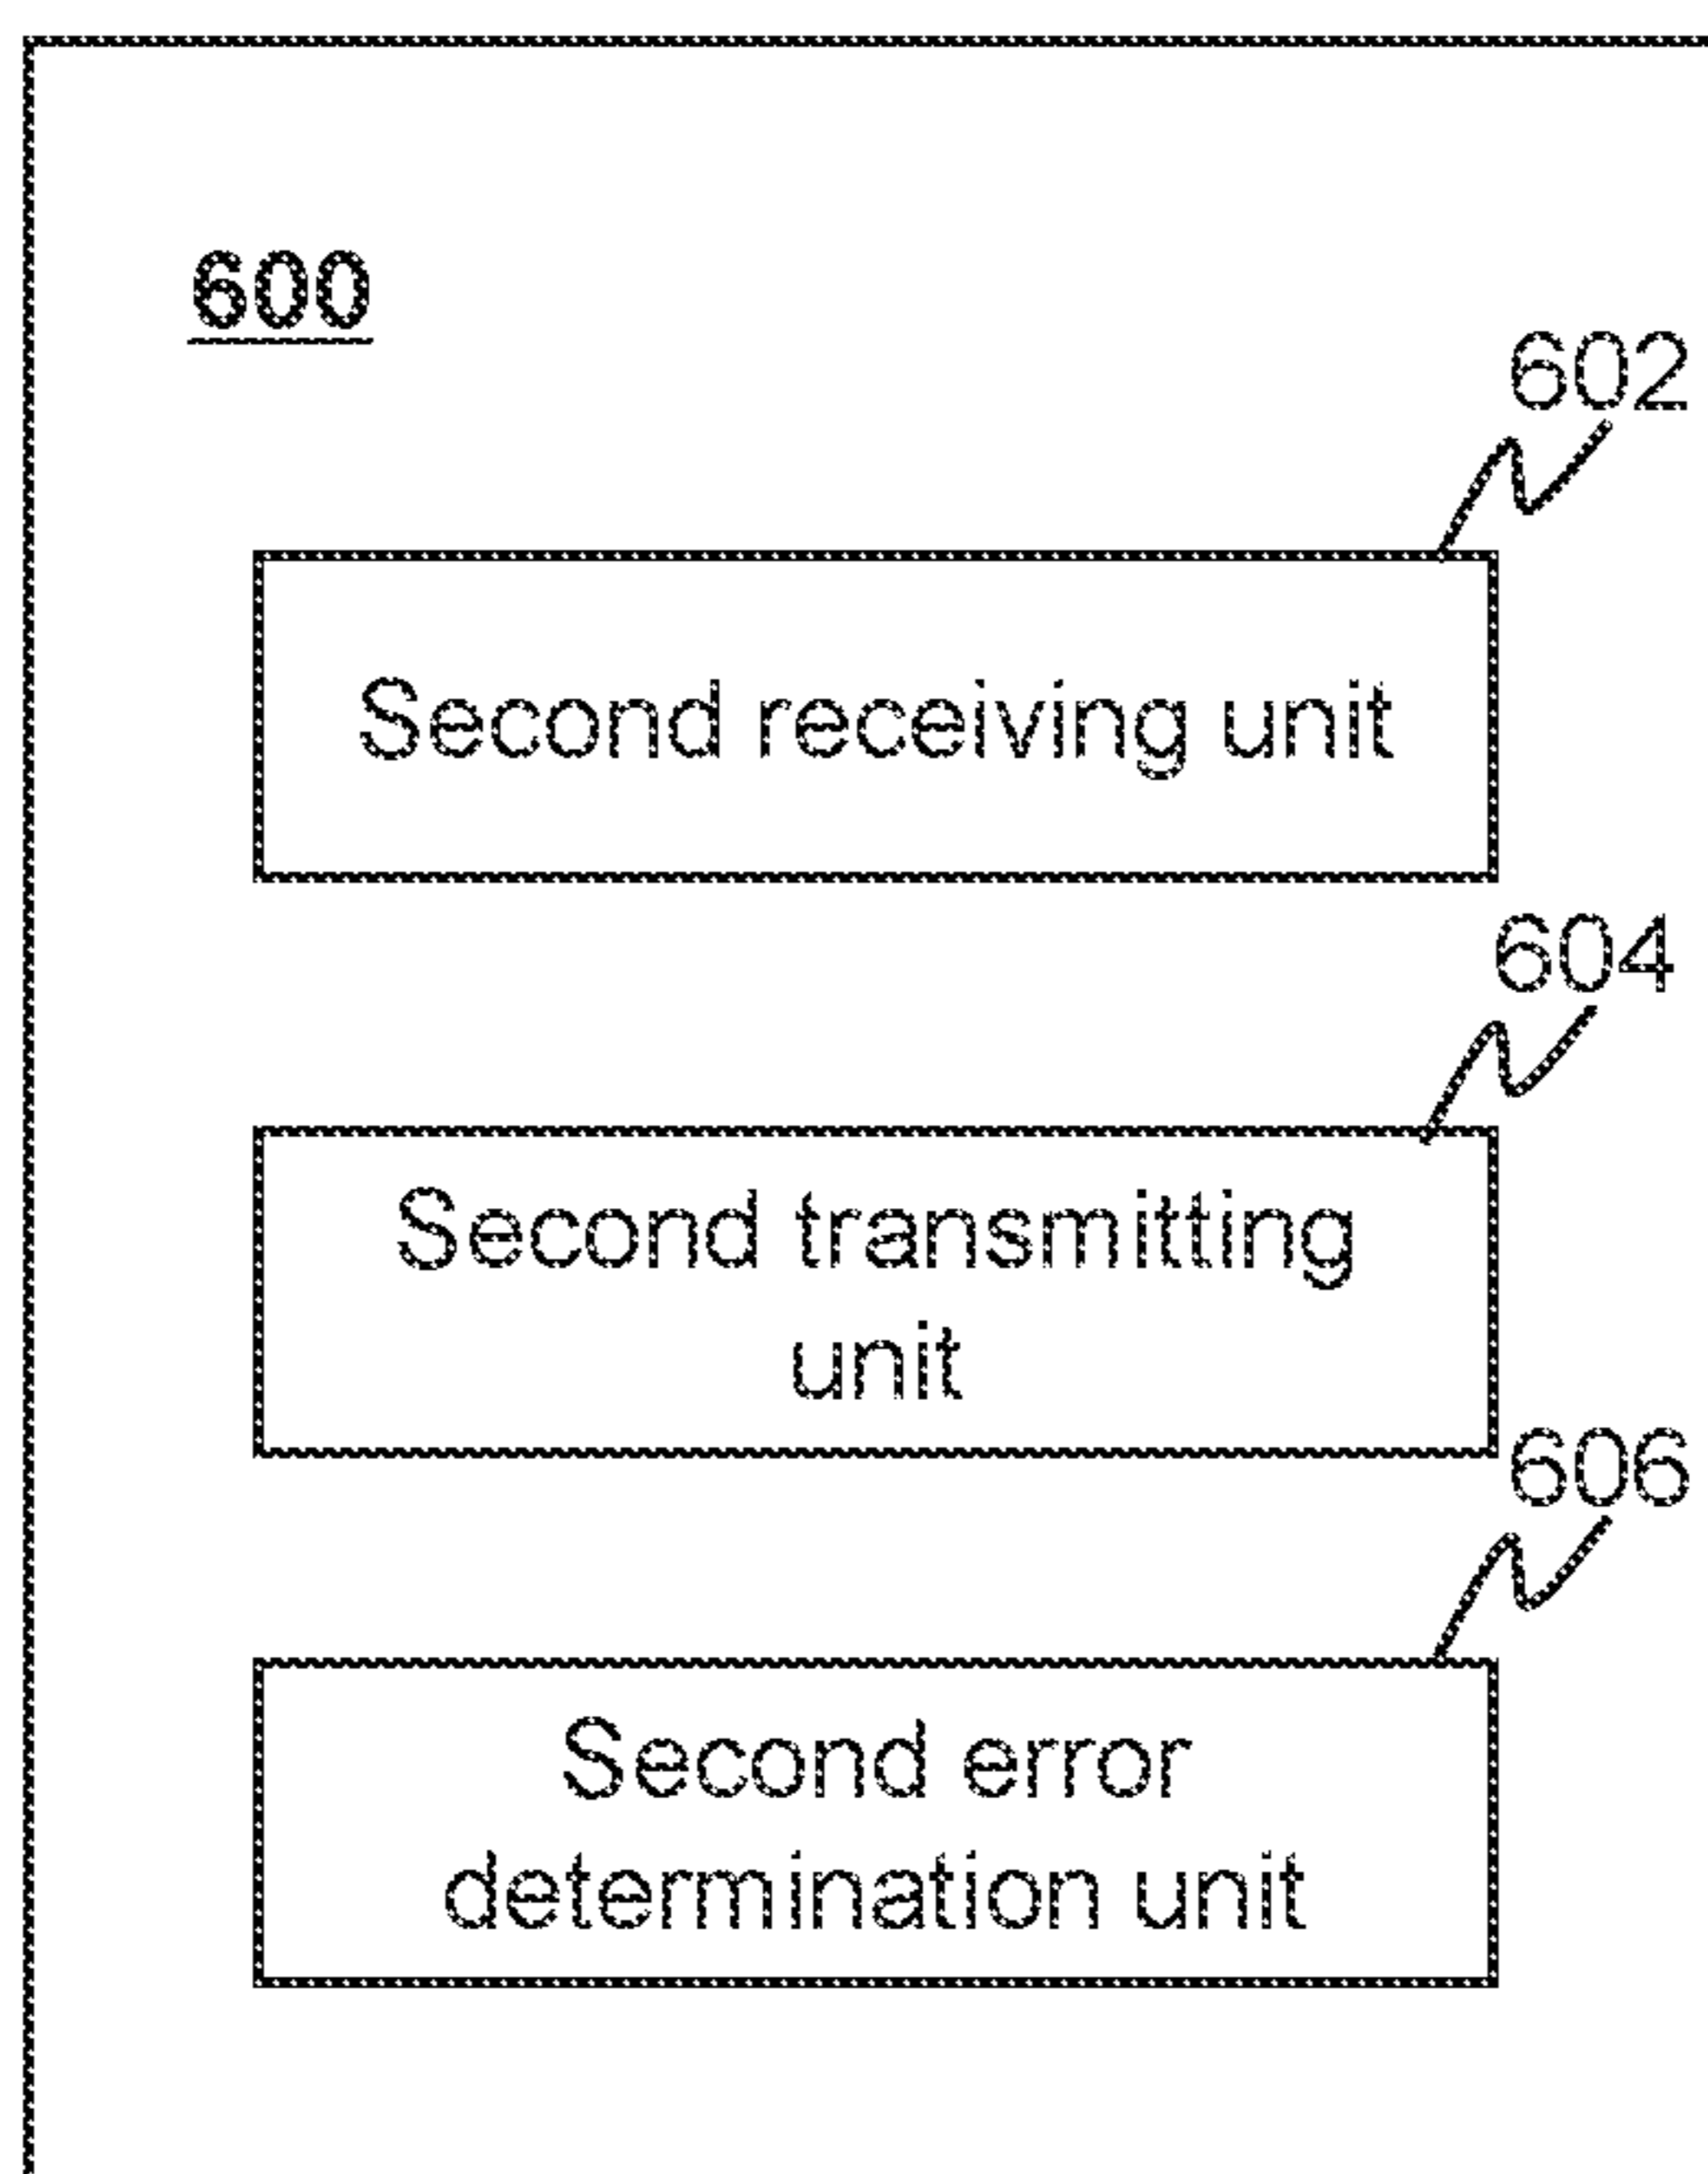 600
602
Second receiving unit
604
Second transmitting
unit
606
Second error
determination unit